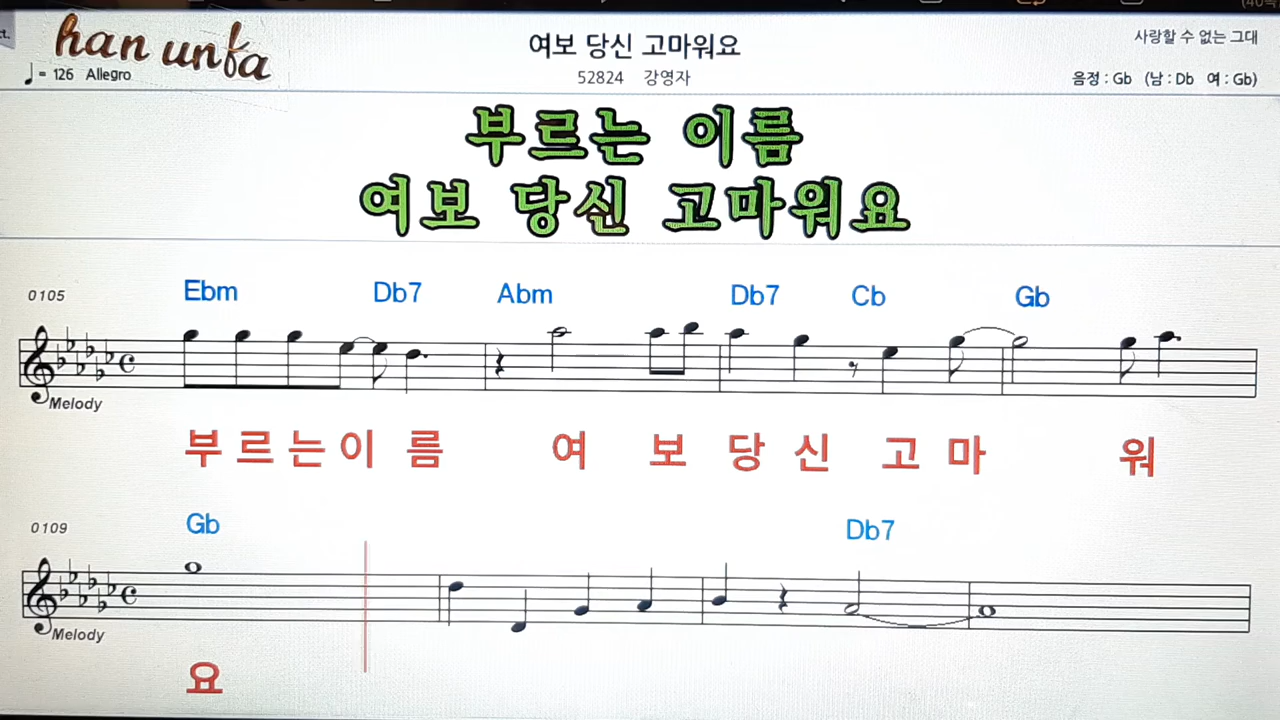 han unfa
♩= 126 Allegro
여보 당신 고마워요
52824 강영자
사랑할 수 없는 그대
음정 : Gb (남 : Db 여 : Gb)
부르는 이름
여보 당신 고마워요
0105
Ebm Db7 Abm Db7 Cb Gb
Melody
부 르 는 이 름 여 보 당 신 고 마 워
0109
Gb Db7
Melody
요